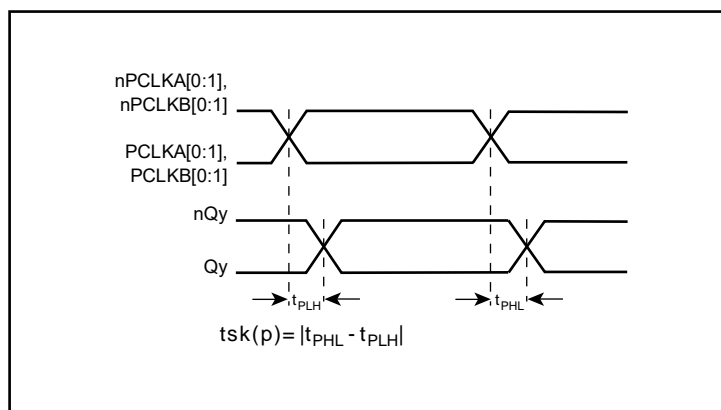 nPCLKA[0:1],
nPCLKB[0:1]
PCLKA[0:1],
PCLKB[0:1]
nQy
Qy
tPLH
tPHL
tsk(p)= |tPHL - tPLH|